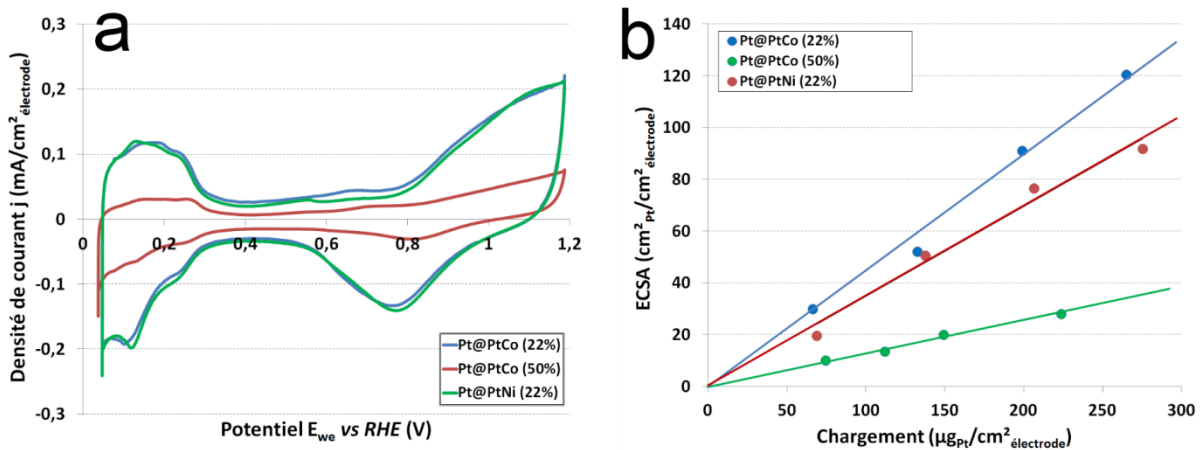 a
0,3
0,2
0,1
0
-0,1
-0,2
-0,3
0
0,2
0,4
0,6
0,8
1
1,2
Densité de courant j (mA/cm²électrode)
Potentiel Ewe vs RHE (V)
Pt@PtCo (22%)
Pt@PtCo (50%)
Pt@PtNi (22%)
b
140
120
100
80
60
40
20
0
0
50
100
150
200
250
300
ECSA (cm²Pt/cm²électrode)
Chargement (µgPt/cm²électrode)
Pt@PtCo (22%)
Pt@PtCo (50%)
Pt@PtNi (22%)